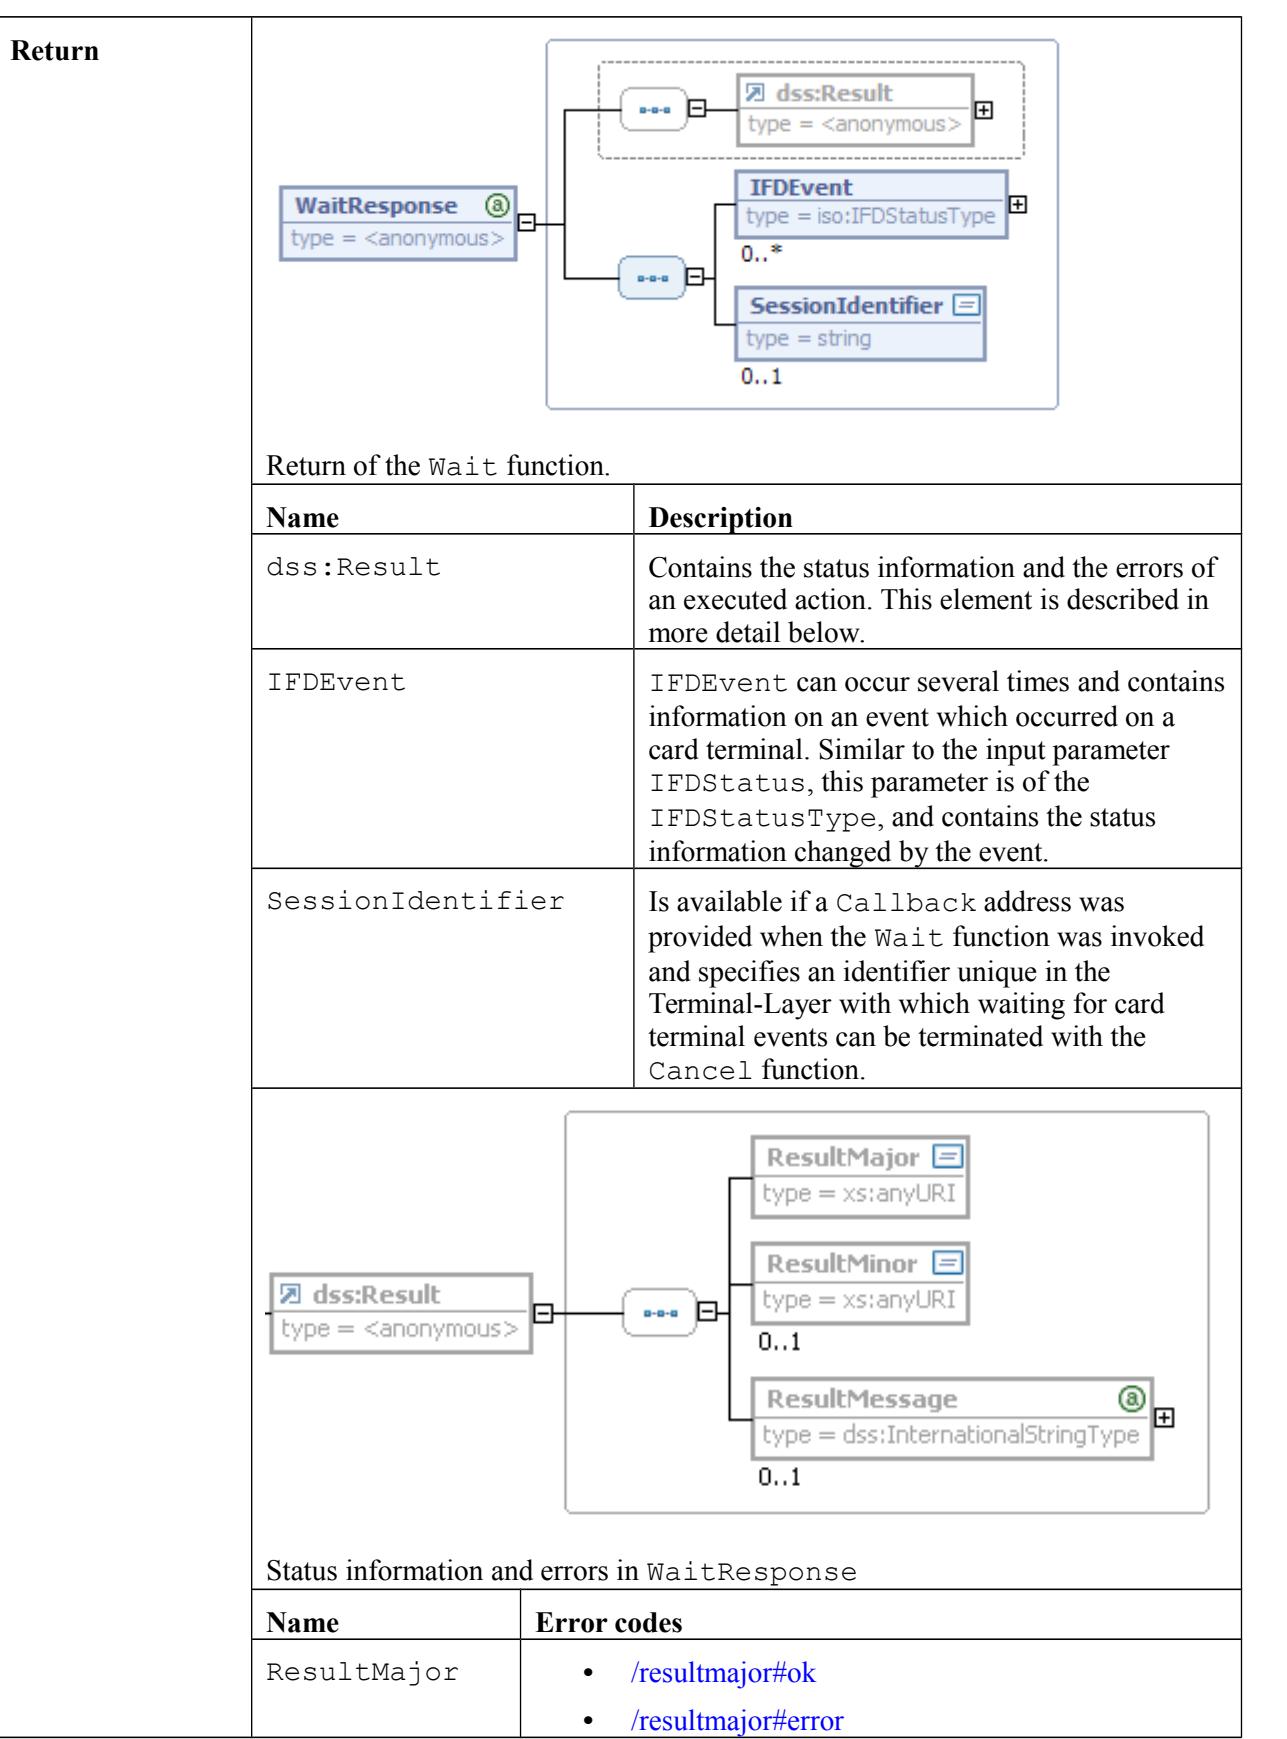 Return
dss:Result
type = <anonymous>
WaitResponse
type = <anonymous>
IFDEvent
type = iso:IFDStatusType
0..*
SessionIdentifier
type = string
0..1
Return of the Wait function.
Name Description
dss:Result Contains the status information and the errors of
an executed action. This element is described in
more detail below.
IFDEvent IFDEvent can occur several times and contains
information on an event which occurred on a
card terminal. Similar to the input parameter
IFDStatus, this parameter is of the
IFDStatusType, and contains the status
information changed by the event.
SessionIdentifier Is available if a Callback address was
provided when the Wait function was invoked
and specifies an identifier unique in the
Terminal-Layer with which waiting for card
terminal events can be terminated with the
Cancel function.
ResultMajor
type = xs:anyURI
ResultMinor
type = xs:anyURI
0..1
dss:Result
type = <anonymous>
ResultMessage
type = dss:InternationalStringType
0..1
Status information and errors in WaitResponse
Name Error codes
ResultMajor • /resultmajor#ok
• /resultmajor#error